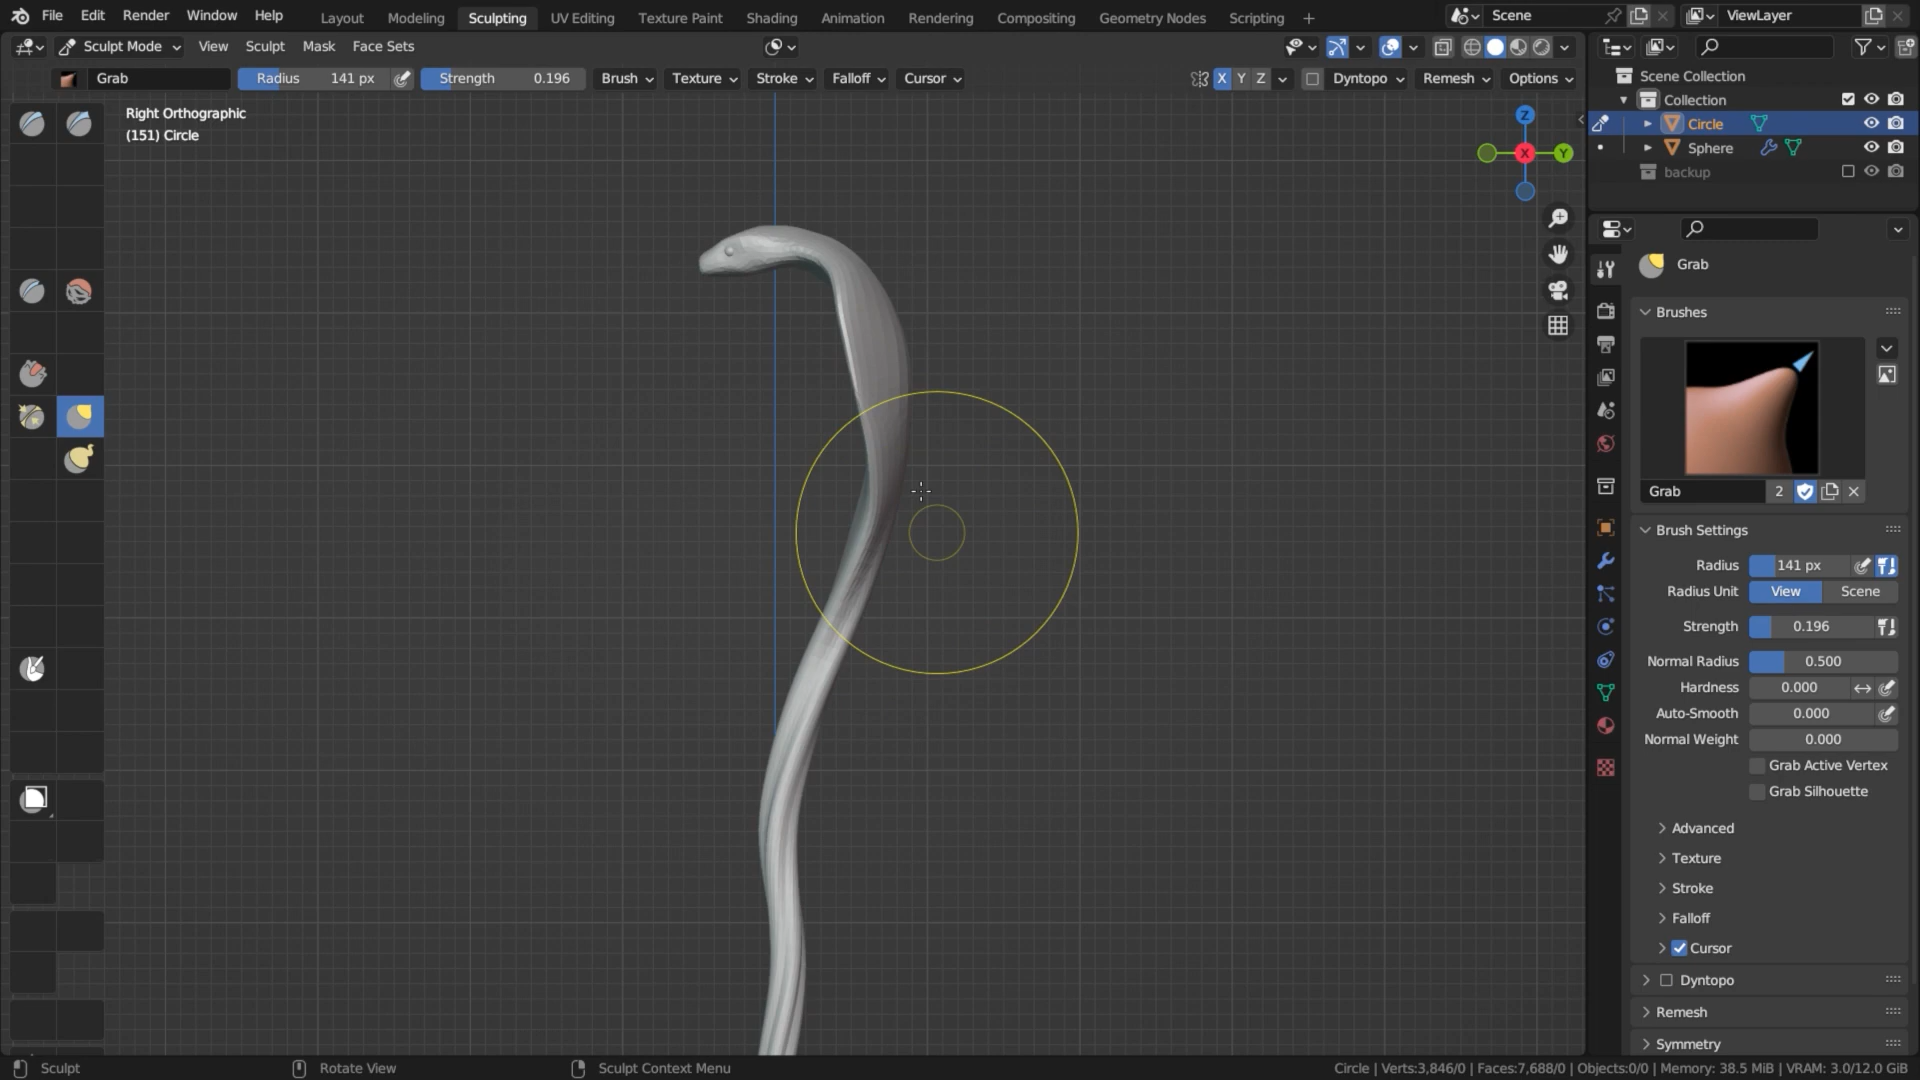 File Edit Render Window Help Layout Modeling Sculpting UV Editing Texture Paint Shading Animation Rendering Compositing Geometry Nodes Scripting + Scene ViewLayer
Sculpt Mode View Sculpt Mask Face Sets
Grab Radius 141 px Strength 0.196 Brush Texture Stroke Falloff Cursor X Y Z Dyntopo Remesh Options
Right Orthographic
(151) Circle
Z
X Y
Scene Collection
Collection
Circle
Sphere
backup
Grab
Brushes
Grab 2
Brush Settings
Radius 141 px
Radius Unit View Scene
Strength 0.196
Normal Radius 0.500
Hardness 0.000
Auto-Smooth 0.000
Normal Weight 0.000
Grab Active Vertex
Grab Silhouette
Advanced
Texture
Stroke
Falloff
Cursor
Dyntopo
Remesh
Symmetry
Sculpt Rotate View Sculpt Context Menu Circle | Verts:3,846/0 | Faces:7,688/0 | Objects:0/0 | Memory: 38.5 MiB | VRAM: 3.0/12.0 GiB